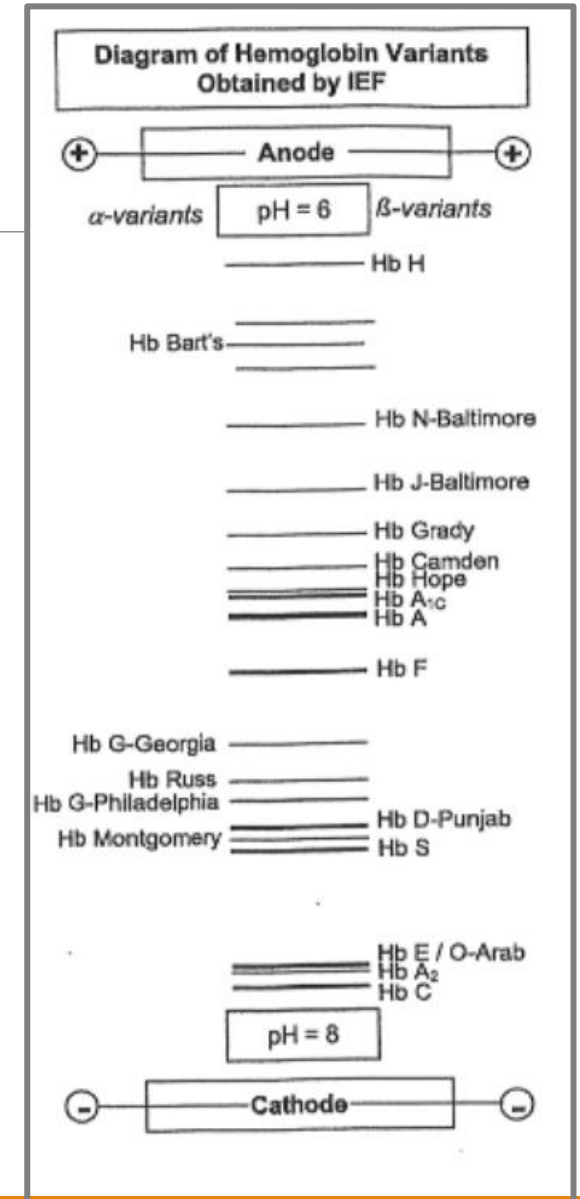 Diagram of Hemoglobin Variants
Obtained by IEF
+ Anode +
α-variants pH = 6 ß-variants
Hb H
Hb Bart's
Hb N-Baltimore
Hb J-Baltimore
Hb Grady
Hb Camden
Hb Hope
Hb A1C
Hb A
Hb F
Hb G-Georgia
Hb Russ
Hb G-Philadelphia
Hb D-Punjab
Hb Montgomery
Hb S
Hb E / O-Arab
Hb A2
Hb C
pH = 8
- Cathode -